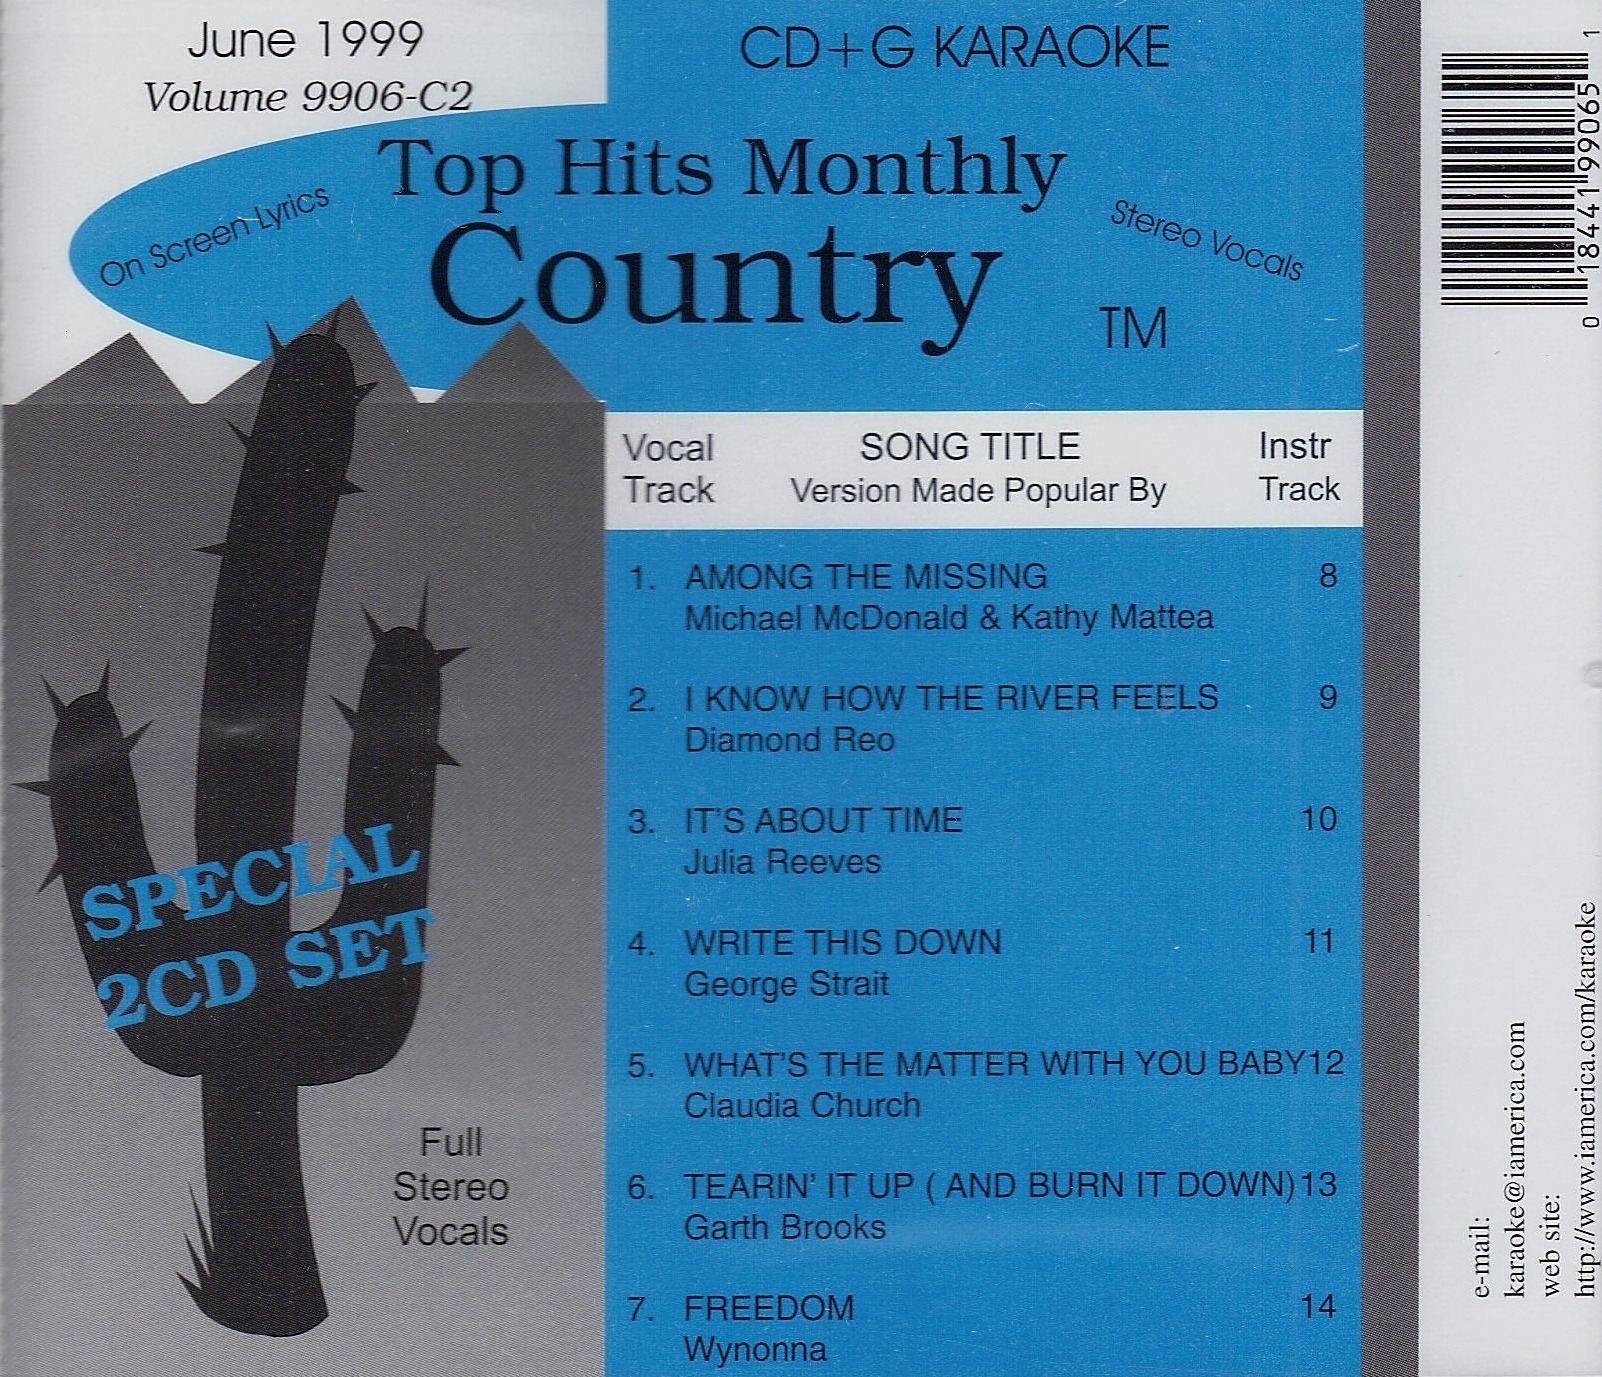 June 1999
Volume 9906-C2
CD+G KARAOKE
Top Hits Monthly
Country
On Screen Lyrics
Stereo Vocals
TM
Vocal SONG TITLE Instr
Track Version Made Popular By Track
1. AMONG THE MISSING 8
Michael McDonald & Kathy Mattea
2. I KNOW HOW THE RIVER FEELS 9
Diamond Reo
3. IT'S ABOUT TIME 10
Julia Reeves
4. WRITE THIS DOWN 11
George Strait
5. WHAT'S THE MATTER WITH YOU BABY12
Claudia Church
6. TEARIN' IT UP ( AND BURN IT DOWN) 13
Garth Brooks
7. FREEDOM 14
Wynonna
SPECIAL
2CD SET
Full
Stereo
Vocals
0 18441 99065 1
e-mail:
karaoke@iamerica.com
web site:
http://www.iamerica.com/karaoke